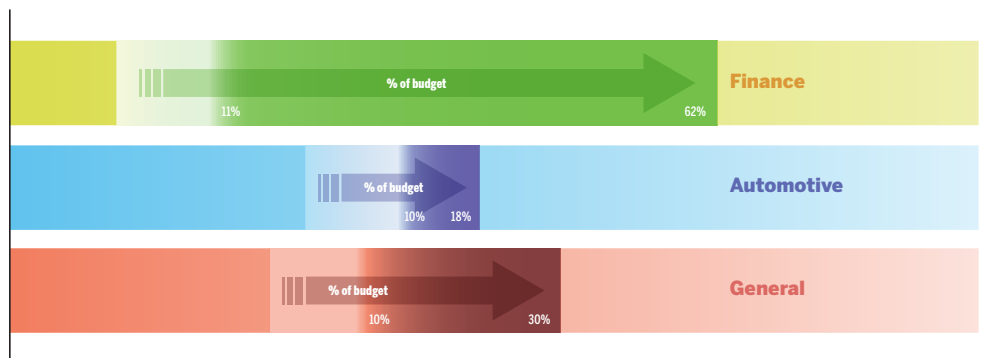 % of budget
Finance
11%
62%
% of budget
Automotive
10%
18%
% of budget
General
10%
30%